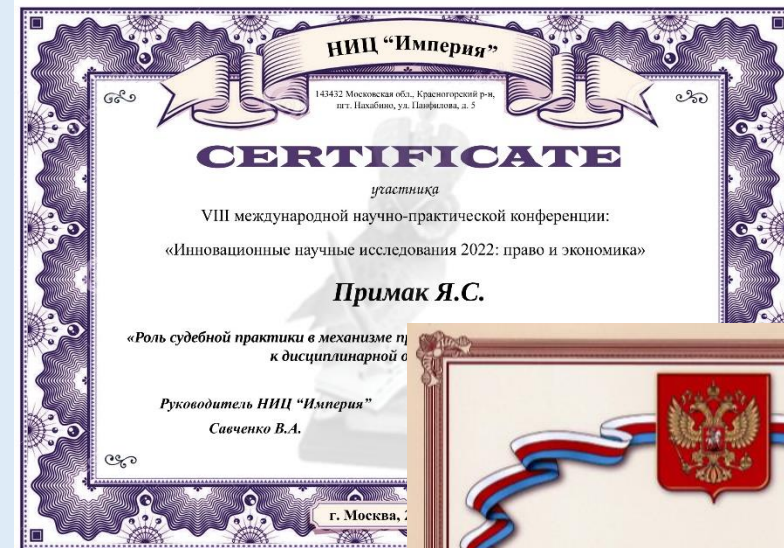 НИЦ “Империя”
143432 Московская обл., Красногорский р-н,
пгт. Нахабино, ул. Панфилова, д. 5
CERTIFICATE
участника
VIII международной научно-практической конференции:
«Инновационные научные исследования 2022: право и экономика»
Примак Я.С.
«Роль судебной практики в механизме
к дисциплинарной
Руководитель НИЦ “Империя”
Савченко В.А.
г. Москва,